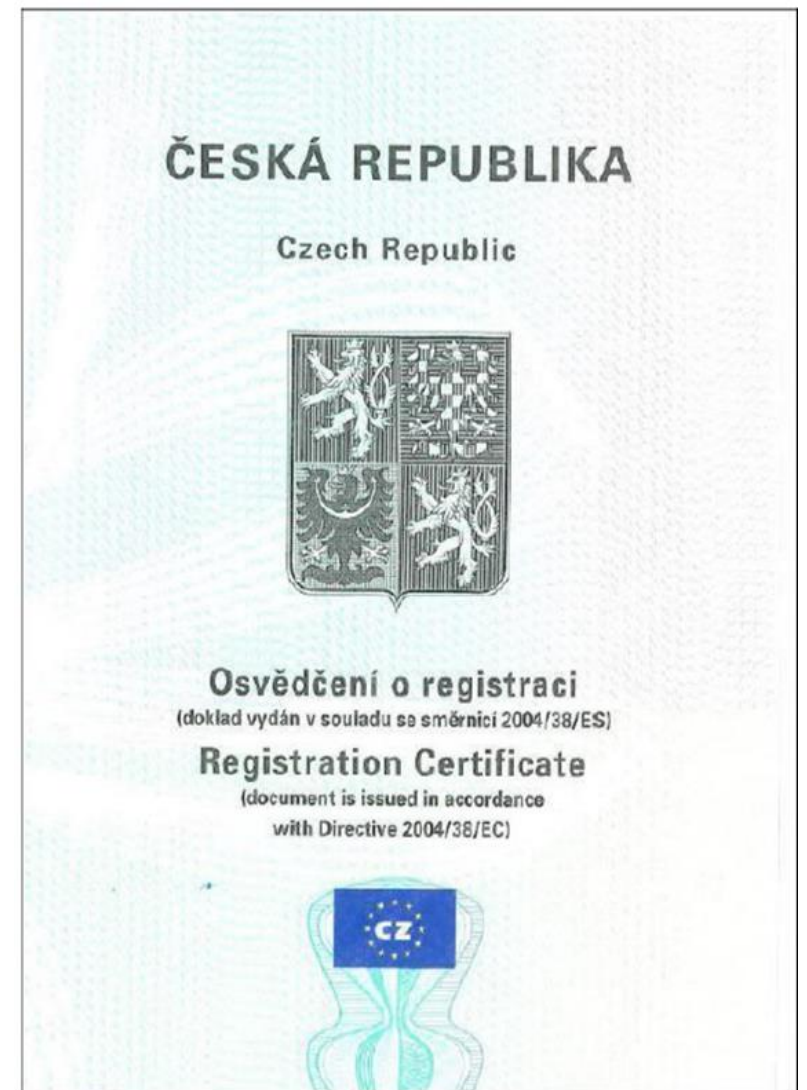 ČESKÁ REPUBLIKA
Czech Republic
Osvědčení o registraci
(doklad vydán v souladu se směrnicí 2004/38/ES)
Registration Certificate
(document is issued in accordance
with Directive 2004/38/EC)
CZ